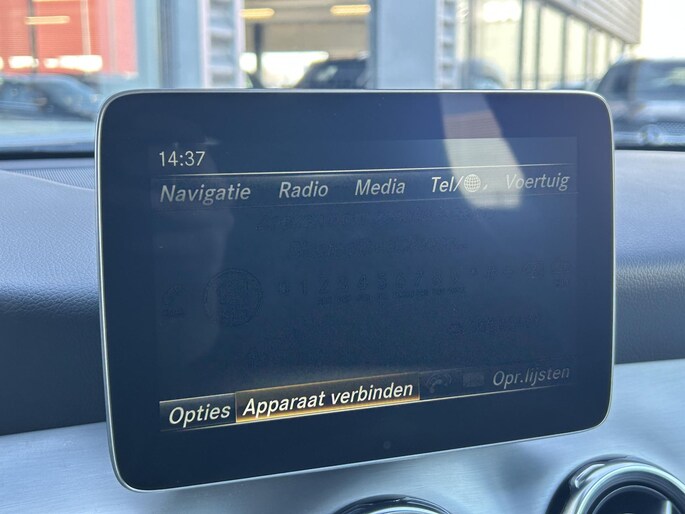 14:37
Navigatie Radio Media Tel/ Voertuig
Opties Apparaat verbinden Opr.lijsten